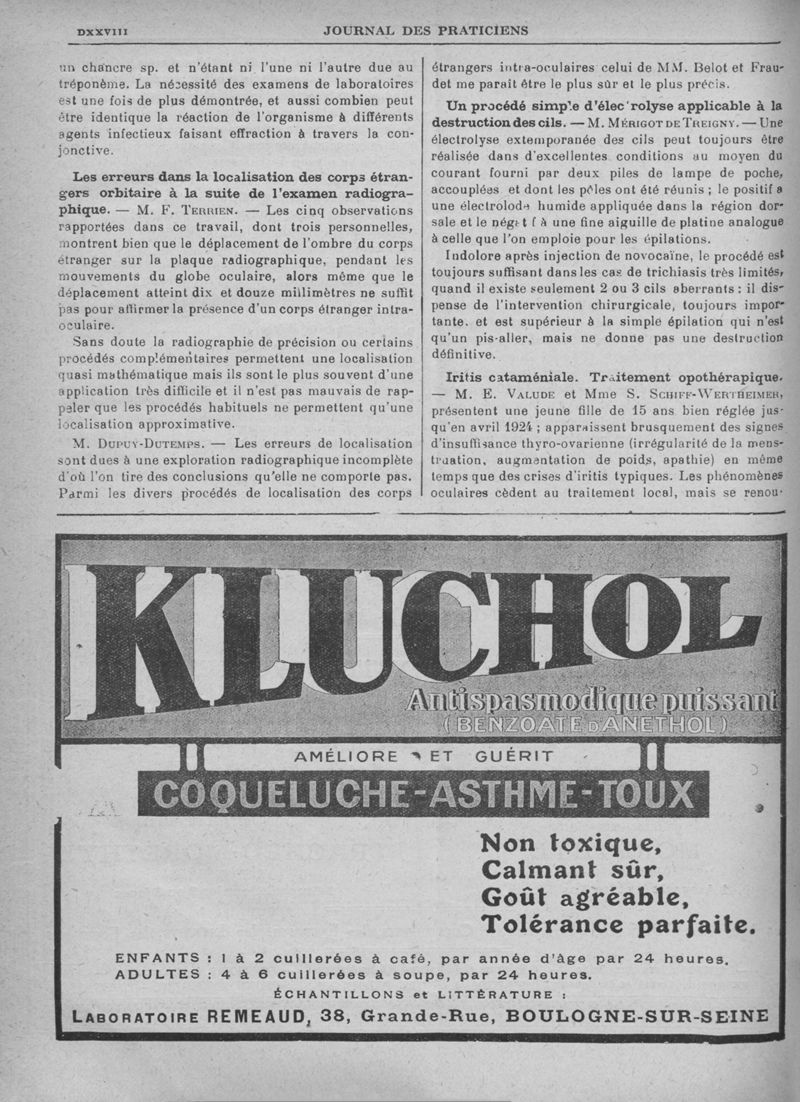 DXXVIII
JOURNAL DES PRATICIENS
un chancre sp. et n'étant ni l'une ni l'autre due au
tréponème. La nécessité des examens de laboratoires
est une fois de plus démontrée, et aussi combien peut
être identique la réaction de l'organisme à différents
agents infectieux faisant effraction à travers la con-
jonctive.
Les erreurs dans la localisation des corps étran-
gers orbitaire à la suite de l'examen radiogra-
phique. — M. F. TERRIEN. — Les cinq observations
rapportées dans ce travail, dont trois personnelles,
montrent bien que le déplacement de l'ombre du corps
étranger sur la plaque radiographique, pendant les
mouvements du globe oculaire, alors même que le
déplacement atteint dix et douze millimètres ne suffit
pas pour affirmer la présence d'un corps étranger intra-
oculaire.
Sans doute la radiographie de précision ou certains
procédés complémentaires permettent une localisation
quasi mathématique mais ils sont le plus souvent d'une
application très difficile et il n'est pas mauvais de rap-
peler que les procédés habituels ne permettent qu'une
localisation approximative.
M. DUPUY-DUTEMPS. — Les erreurs de localisation
sont dues à une exploration radiographique incomplète
d'où l'on tire des conclusions qu'elle ne comporte pas.
Parmi les divers procédés de localisation des corps
étrangers intra-oculaires celui de MM. Belot et Frau-
det me paraît être le plus sûr et le plus précis.
Un procédé simple d'élec'rolyse applicable à la
destruction des cils. — M. MÉRIGOT DE TREIGNY. — Une
électrolyse extemporanée des cils peut toujours être
réalisée dans d'excellentes conditions au moyen du
courant fourni par deux piles de lampe de poche,
accouplées et dont les pôles ont été réunis ; le positif a
une électrolode humide appliquée dans la région dor-
sale et le négat f à une fine aiguille de platine analogue
à celle que l'on emploie pour les épilations.
Indolore après injection de novocaïne, le procédé est
toujours suffisant dans les cas de trichiasis très limités,
quand il existe seulement 2 ou 3 cils aberrants : il dis-
pense de l'intervention chirurgicale, toujours impor-
tante. et est supérieur à la simple épilation qui n'est
qu'un pis-aller, mais ne donne pas une destruction
définitive.
Iritis cataméniale. Traitement opothérapique.
— M. E. VALUDE et Mme S. SCHIFF-WERTHEIMER,
présentent une jeune fille de 15 ans bien réglée jus-
qu'en avril 1924 ; apparaissent brusquement des signes
d'insuffisance thyro-ovarienne (irrégularité de la mens-
truation, augmentation de poids, apathie) en même
temps que des crises d'iritis typiques. Les phénomènes
oculaires cèdent au traitement local, mais se renou-
KLUCHOL
Antispasmodique puissant
(BENZOATE D'ANETHOL)
AMÉLIORE ET GUÉRIT
COQUELUCHE-ASTHME-TOUX
Non toxique,
Calmant sûr,
Goût agréable,
Tolérance parfaite.
ENFANTS : 1 à 2 cuillerées à café, par année d'âge par 24 heures.
ADULTES : 4 à 6 cuillerées à soupe, par 24 heures.
ÉCHANTILLONS et LITTÉRATURE :
LABORATOIRE REMEAUD, 38, Grande-Rue, BOULOGNE-SUR-SEINE